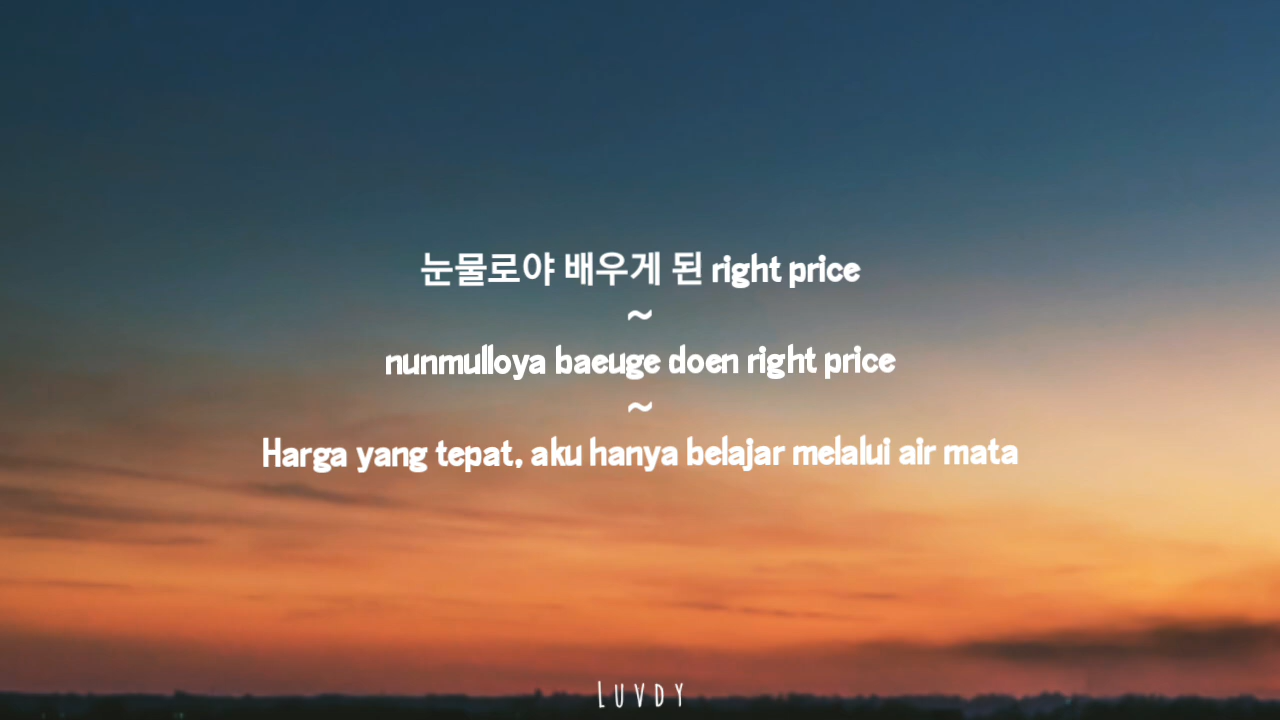 눈물로야 배우게 된 right price
~
nunmulloya baeuge doen right price
~
Harga yang tepat, aku hanya belajar melalui air mata
LUVDY